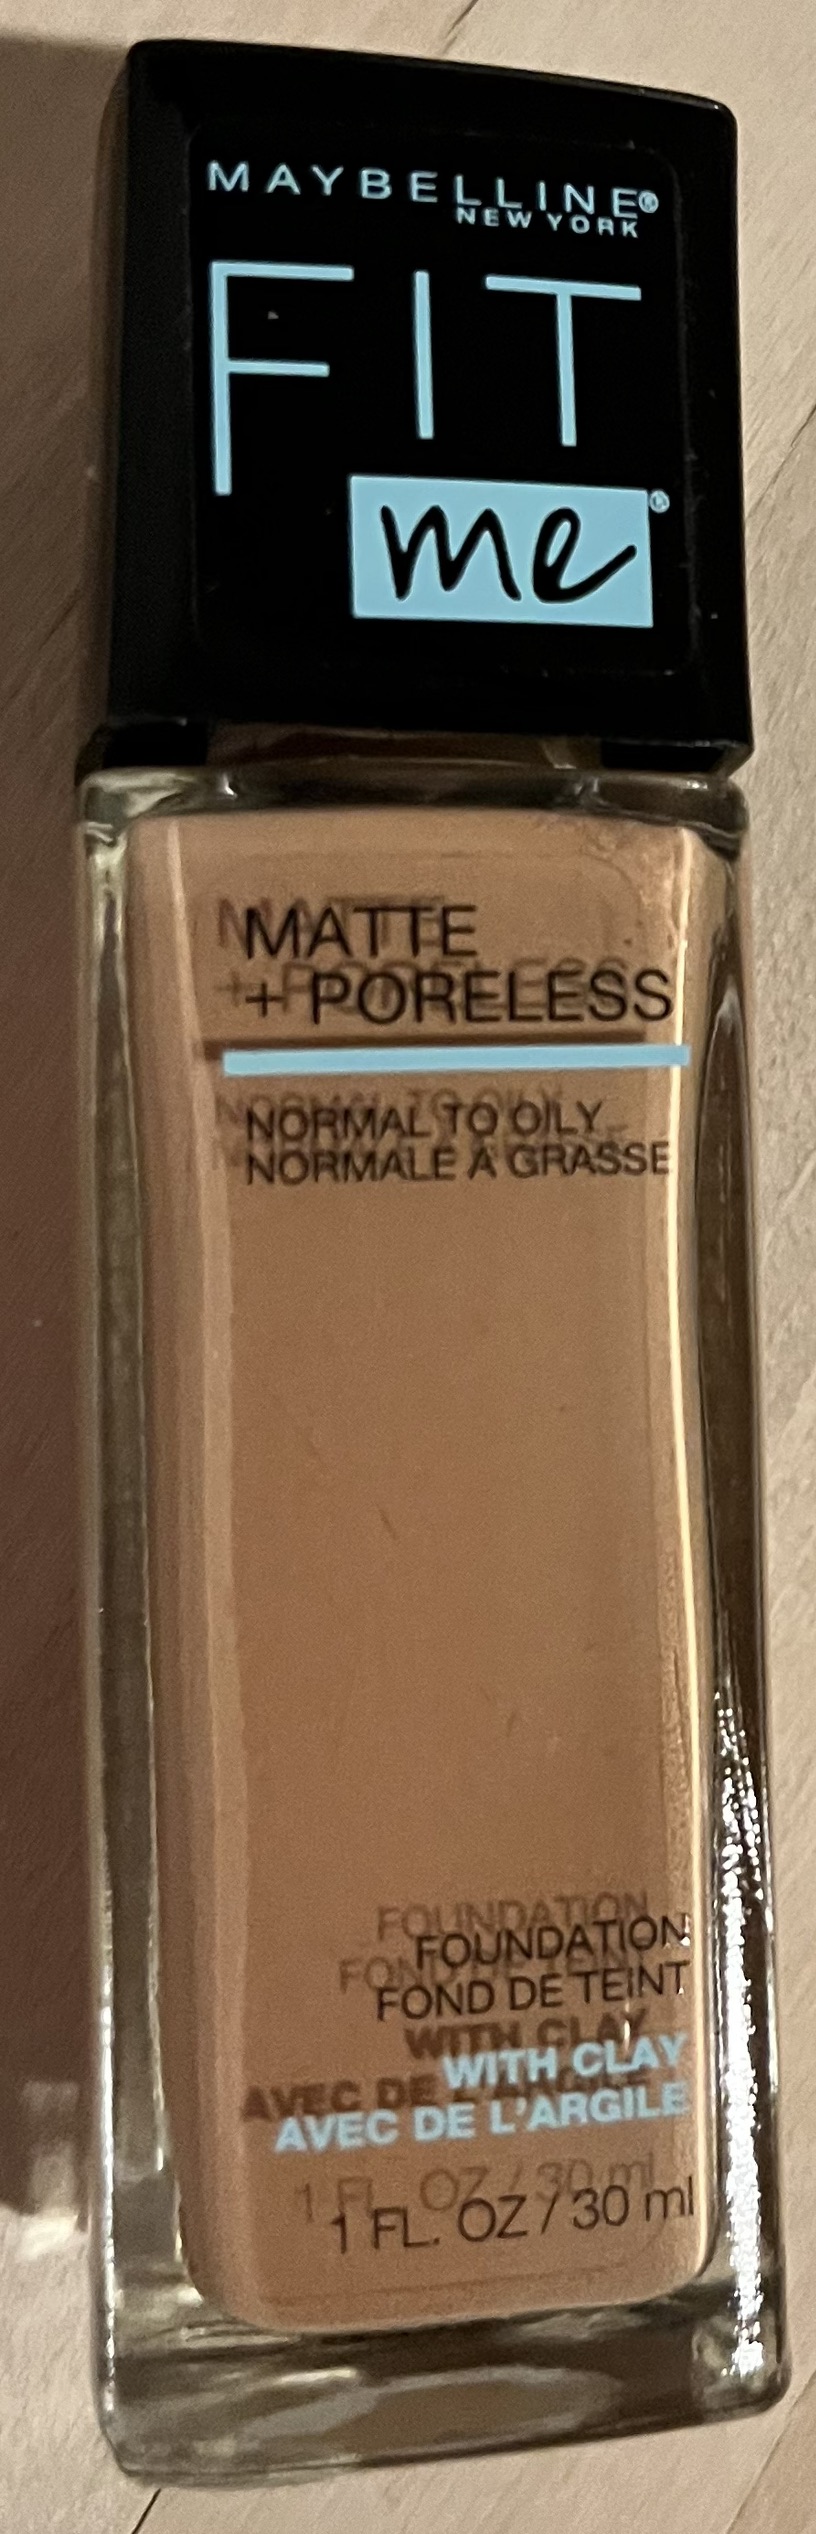 MAYBELLINE®
NEW YORK
FIT
me®
MATTE
+ PORELESS
NORMAL TO OILY
NORMALE À GRASSE
FOUNDATION
FOND DE TEINT
WITH CLAY
AVEC DE L'ARGILE
1 FL. OZ / 30 ml